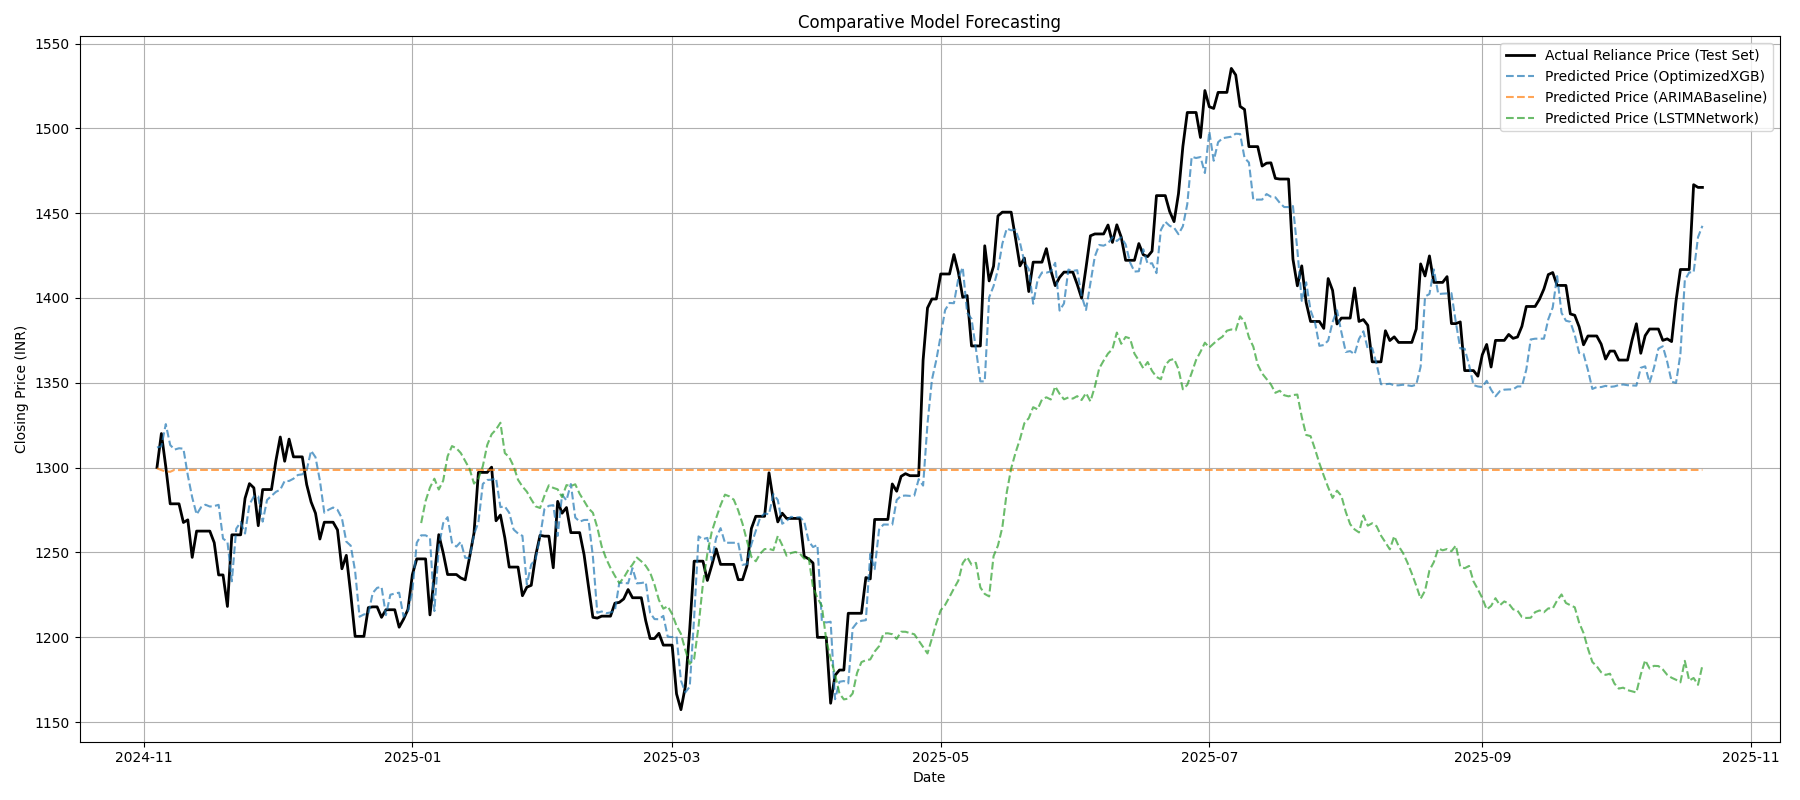 Comparative Model Forecasting
Actual Reliance Price (Test Set)
Predicted Price (OptimizedXGB)
Predicted Price (ARIMABaseline)
Predicted Price (LSTMNetwork)
Closing Price (INR)
1550
1500
1450
1400
1350
1300
1250
1200
1150
2024-11
2025-01
2025-03
2025-05
2025-07
2025-09
2025-11
Date